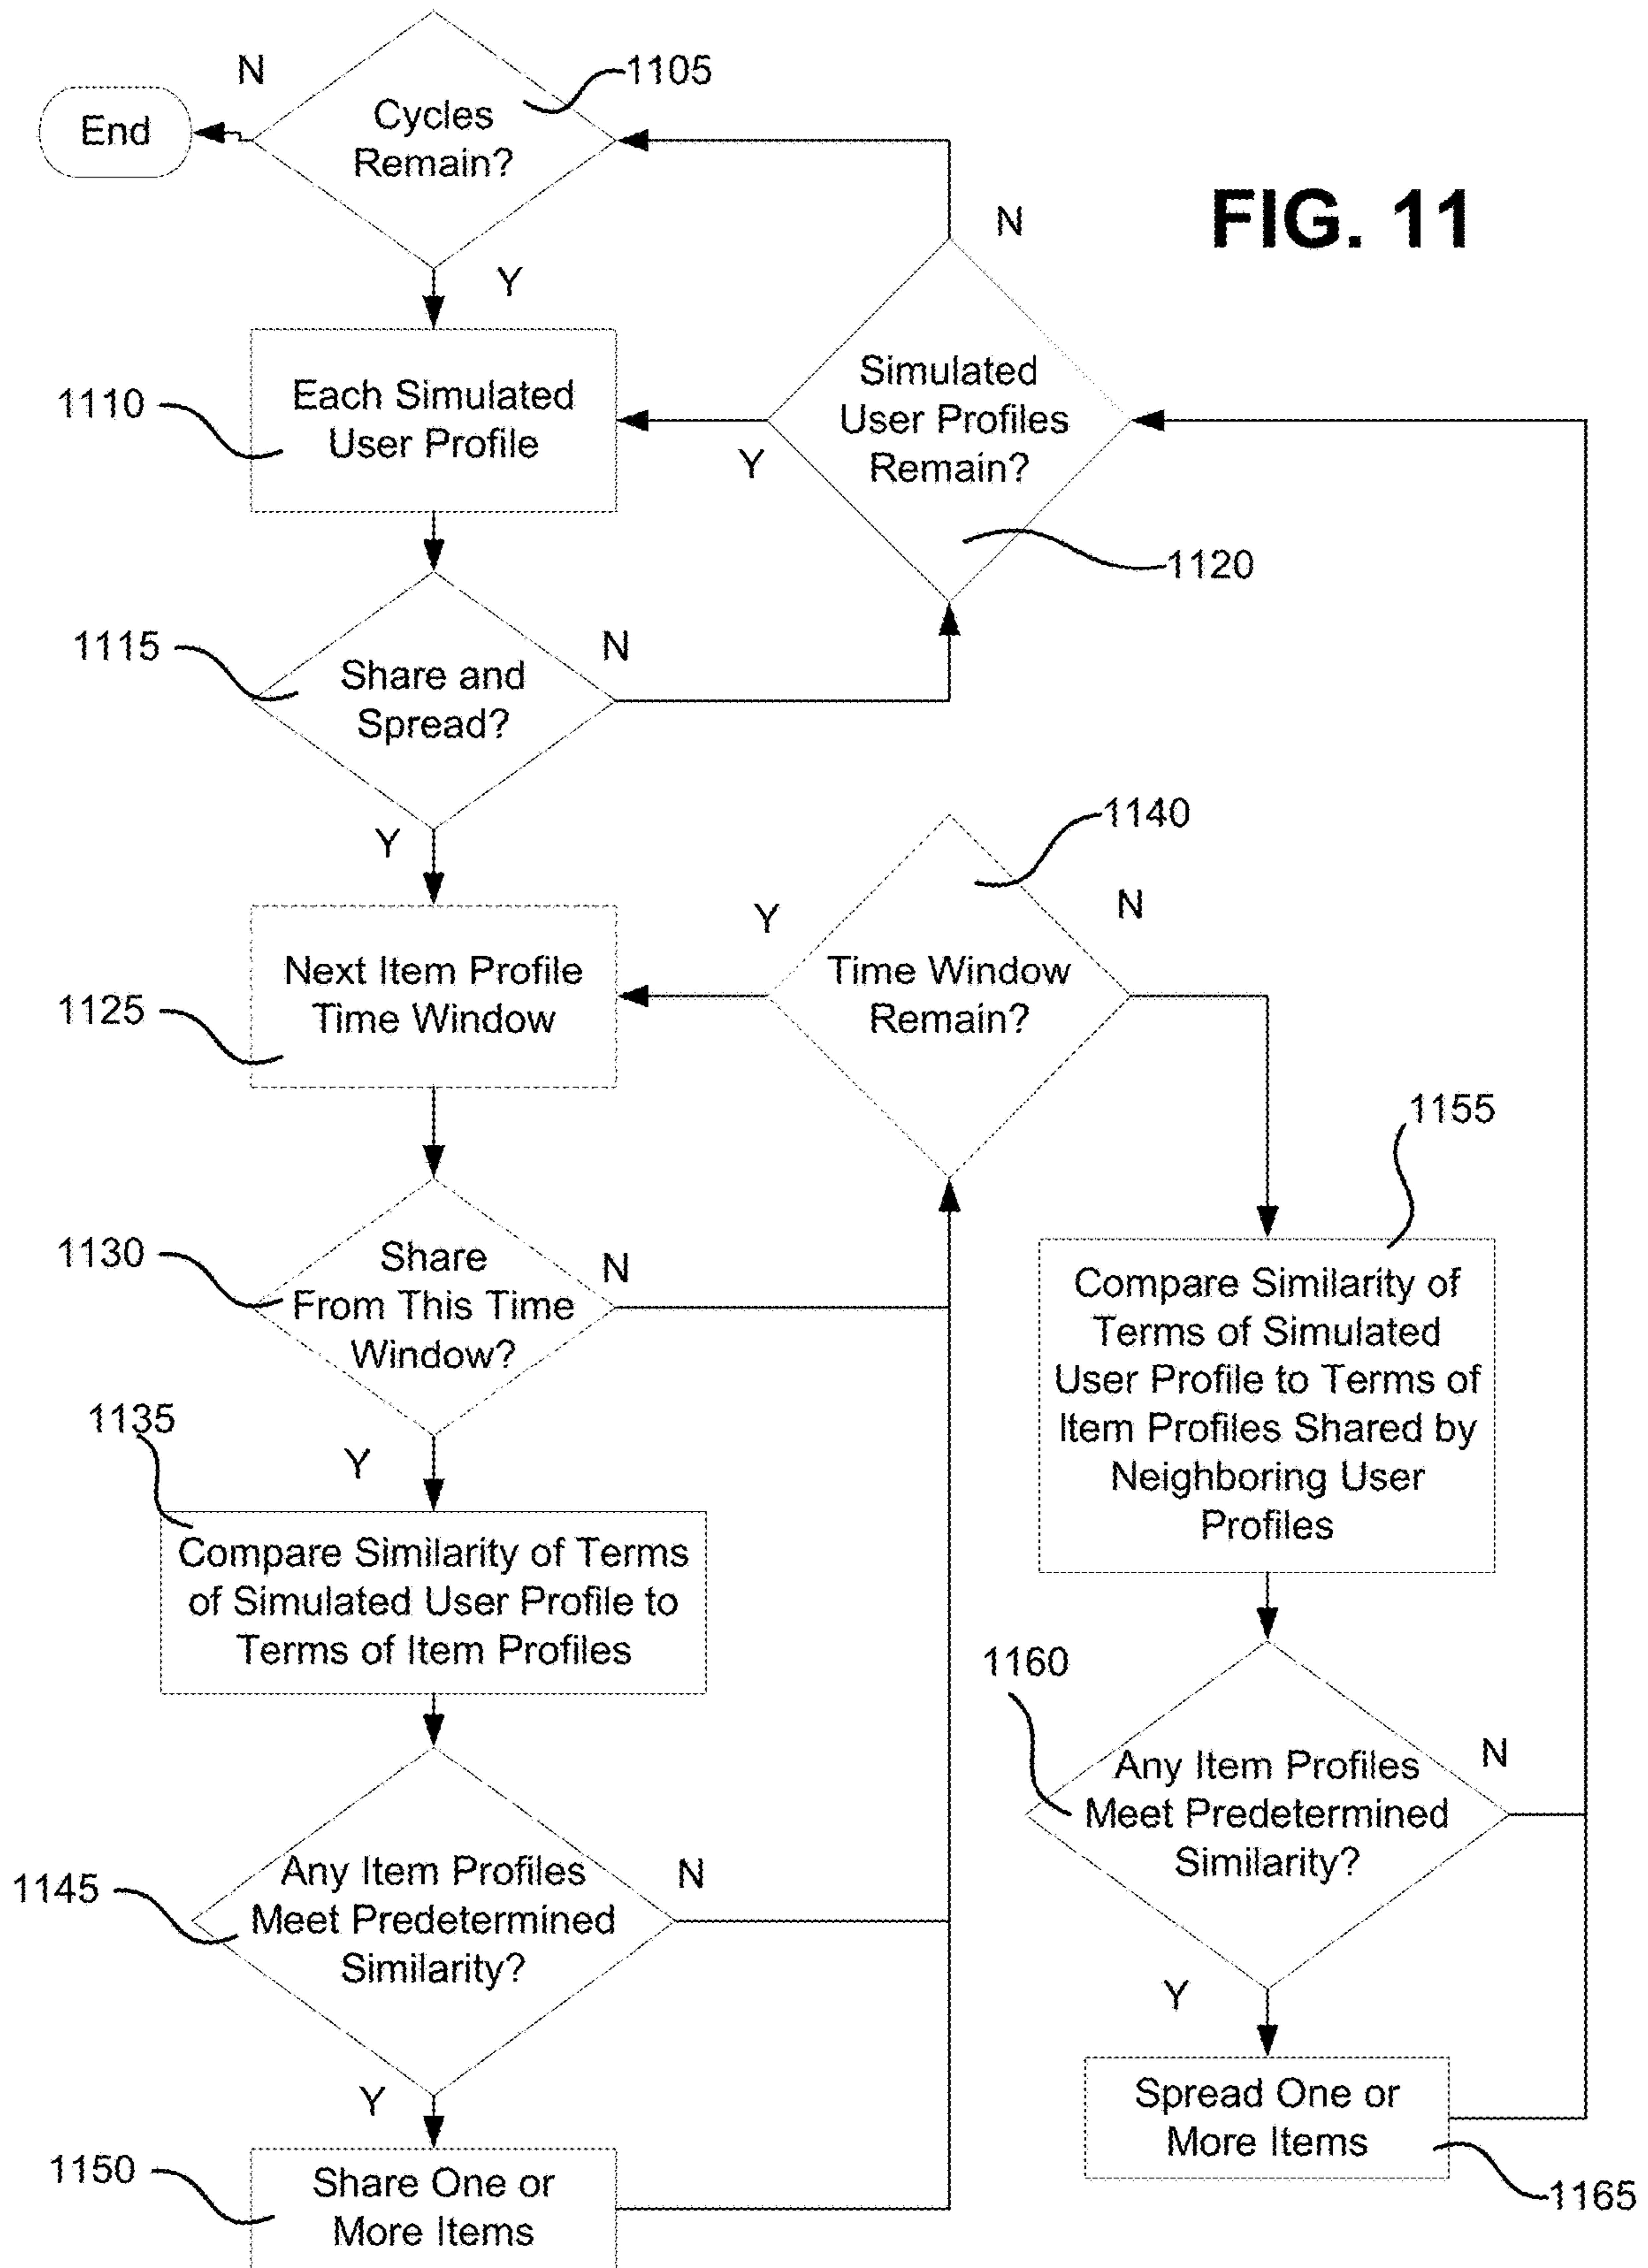 N
1105
End
Cycles
Remain?
FIG. 11
N
Y
Simulated
User Profiles
Remain?
1110
Each Simulated
User Profile
Y
1120
1115
N
Share and
Spread?
1140
Y
Y
N
Next Item Profile
Time Window
Time Window
Remain?
1125
1155
1130
Share
From This Time
Window?
N
Compare Similarity of
Terms of Simulated
User Profile to Terms of
Item Profiles Shared by
Neighboring User
Profiles
1135
Y
Compare Similarity of Terms
of Simulated User Profile to
Terms of Item Profiles
1160
Any Item Profiles
Meet Predetermined
Similarity?
N
1145
Any Item Profiles
Meet Predetermined
Similarity?
N
Y
Y
Spread One or
More Items
1150
Share One or
More Items
1165